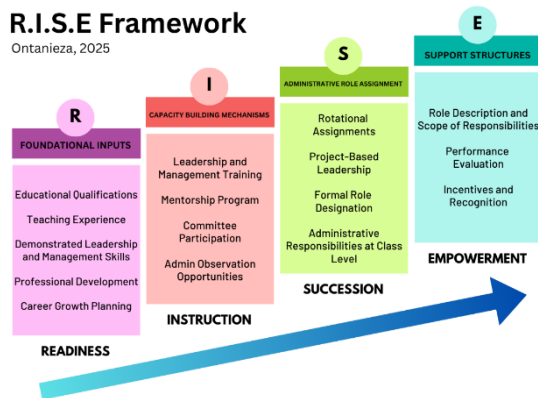 R.I.S.E Framework
Ontanieza, 2025
R
FOUNDATIONAL INPUTS
Educational Qualifications
Teaching Experience
Demonstrated Leadership
and Management Skills
Professional Development
Career Growth Planning
READINESS
I
CAPACITY BUILDING MECHANISMS
Leadership and
Management Training
Mentorship Program
Committee
Participation
Admin Observation
Opportunities
INSTRUCTION
S
ADMINISTRATIVE ROLE ASSIGNMENT
Rotational
Assignments
Project-Based
Leadership
Formal Role
Designation
Administrative
Responsibilities at Class
Level
SUCCESSION
E
SUPPORT STRUCTURES
Role Description and
Scope of Responsibilities
Performance
Evaluation
Incentives and
Recognition
EMPOWERMENT